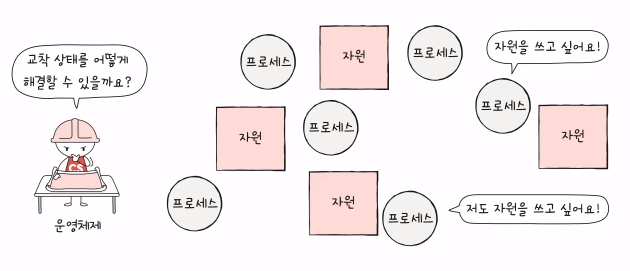 교착 상태를 어떻게
해결할 수 있을까요?
CS
운영체제
프로세스
자원
프로세스
자원을 쓰고 싶어요!
프로세스
자원
프로세스
자원
프로세스
자원
프로세스
저도 자원을 쓰고 싶어요!